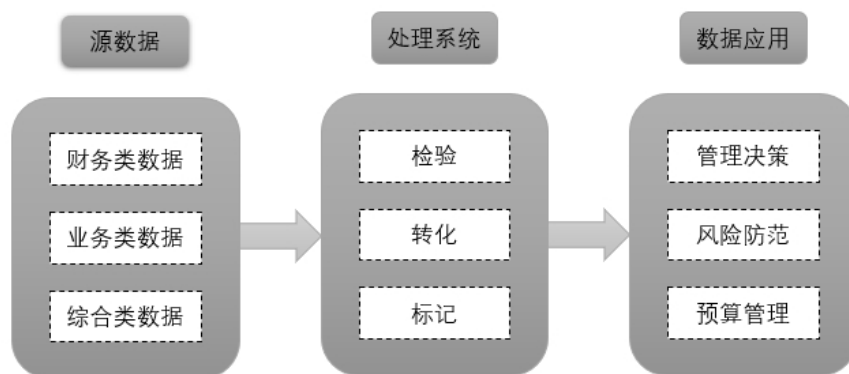 源数据
处理系统
数据应用
财务类数据
业务类数据
综合类数据
检验
转化
标记
管理决策
风险防范
预算管理